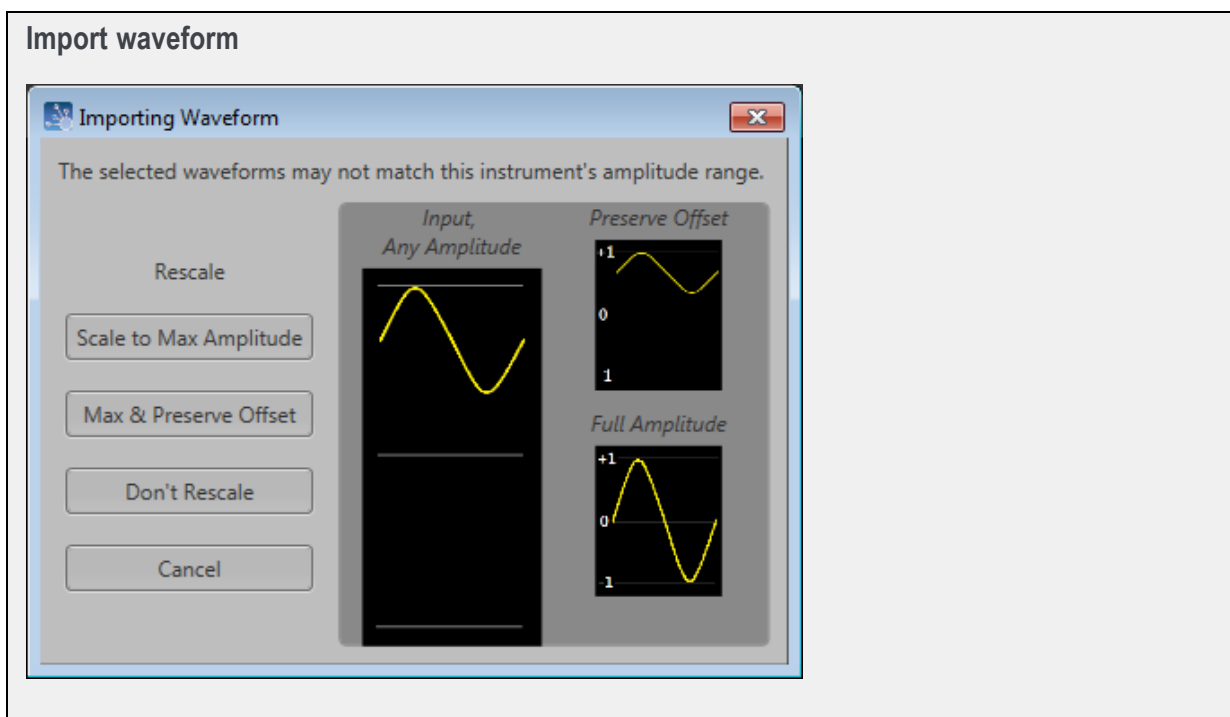 Import waveform
Importing Waveform
The selected waveforms may not match this instrument's amplitude range.
Rescale
Scale to Max Amplitude
Max & Preserve Offset
Don't Rescale
Cancel
Input,
Any Amplitude
Preserve Offset
+1
0
1
Full Amplitude
+1
0
-1